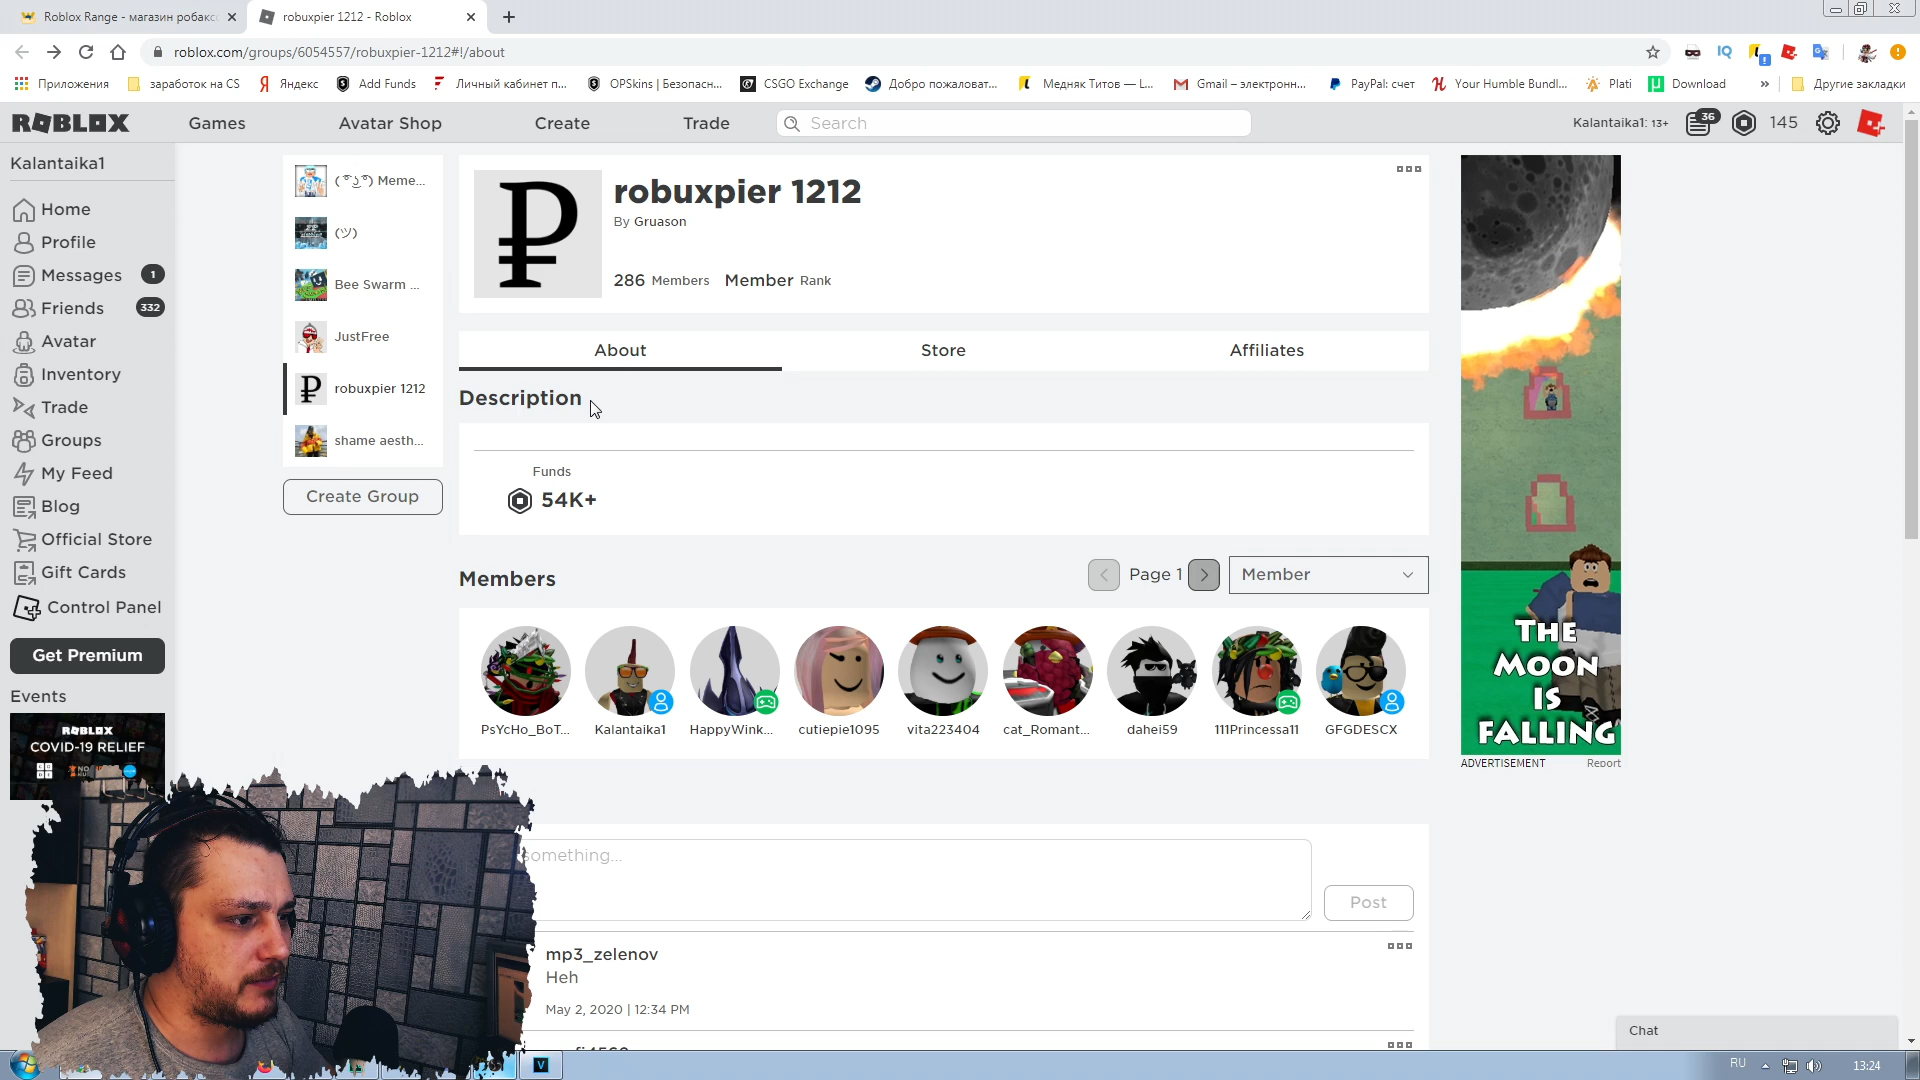 Roblox Range - магазин робакс
robuxpier 1212 - Roblox
roblox.com/groups/6054557/robuxpier-1212#!/about
Приложения
заработок на CS
Яндекс
Add Funds
Личный кабинет п...
OPSkins | Безопасн...
CSGO Exchange
Добро пожаловат...
Медняк Титов — L...
Gmail – электронн...
PayPal: счет
Your Humble Bundl...
Plati
Download
»
Другие закладки
ROBLOX
Games
Avatar Shop
Create
Trade
Search
Kalantaika1: 13+
36
145
Kalantaika1
Home
Profile
Messages
1
Friends
332
Avatar
Inventory
Trade
Groups
My Feed
Blog
Official Store
Gift Cards
Control Panel
Get Premium
Events
ROBLOX
COVID-19 RELIEF
( ͡° ͜ʖ ͡°) Meme...
(ツ)
Bee Swarm ...
JustFree
robuxpier 1212
shame aesth...
Create Group
₽
robuxpier 1212
By Gruason
286 Members Member Rank
About
Store
Affiliates
Description
Funds
54K+
Members
Page 1
Member
PsYcHo_BoT...
Kalantaika1
HappyWink...
cutiepie1095
vita223404
cat_Romant...
dahei59
111Princessa11
GFGDESCX
something...
Post
mp3_zelenov
Heh
May 2, 2020 | 12:34 PM
THE
MOON
IS
FALLING
ADVERTISEMENT
Report
Chat
RU
13:24